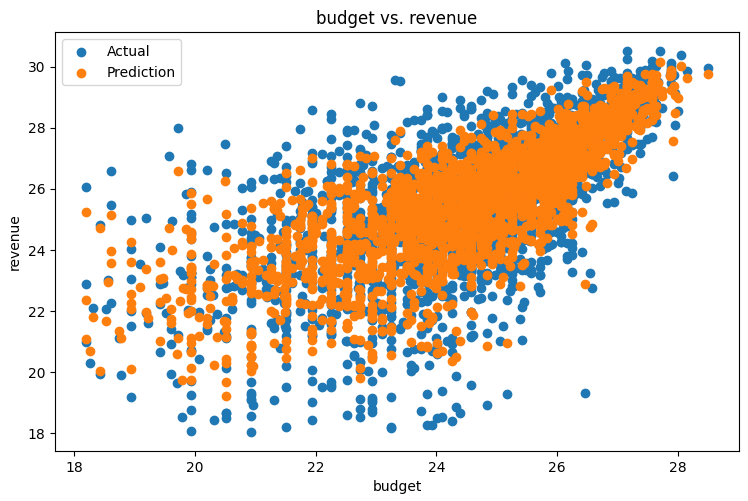 budget vs. revenue
Actual
Prediction
30
28
26
24
22
20
18
revenue
18
20
22
24
26
28
budget